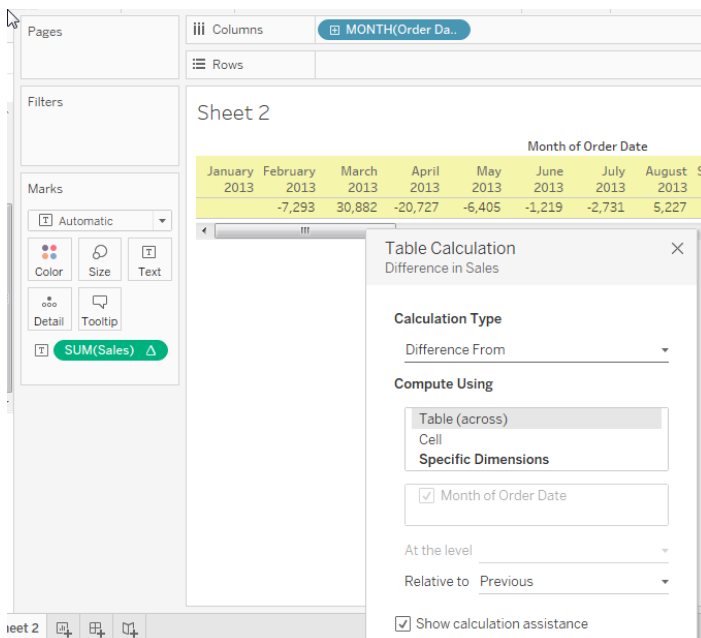 Pages
Columns
MONTH(Order Da..
Rows
Filters
Sheet 2
Month of Order Date
January February March April May June July August S
2013 2013 2013 2013 2013 2013 2013 2013
-7,293 30,882 -20,727 -6,405 -1,219 -2,731 5,227
Marks
T Automatic
Color Size Text
Detail Tooltip
T SUM(Sales) Δ
Table Calculation
Difference in Sales
Calculation Type
Difference From
Compute Using
Table (across)
Cell
Specific Dimensions
Month of Order Date
At the level
Relative to Previous
Show calculation assistance
heet 2